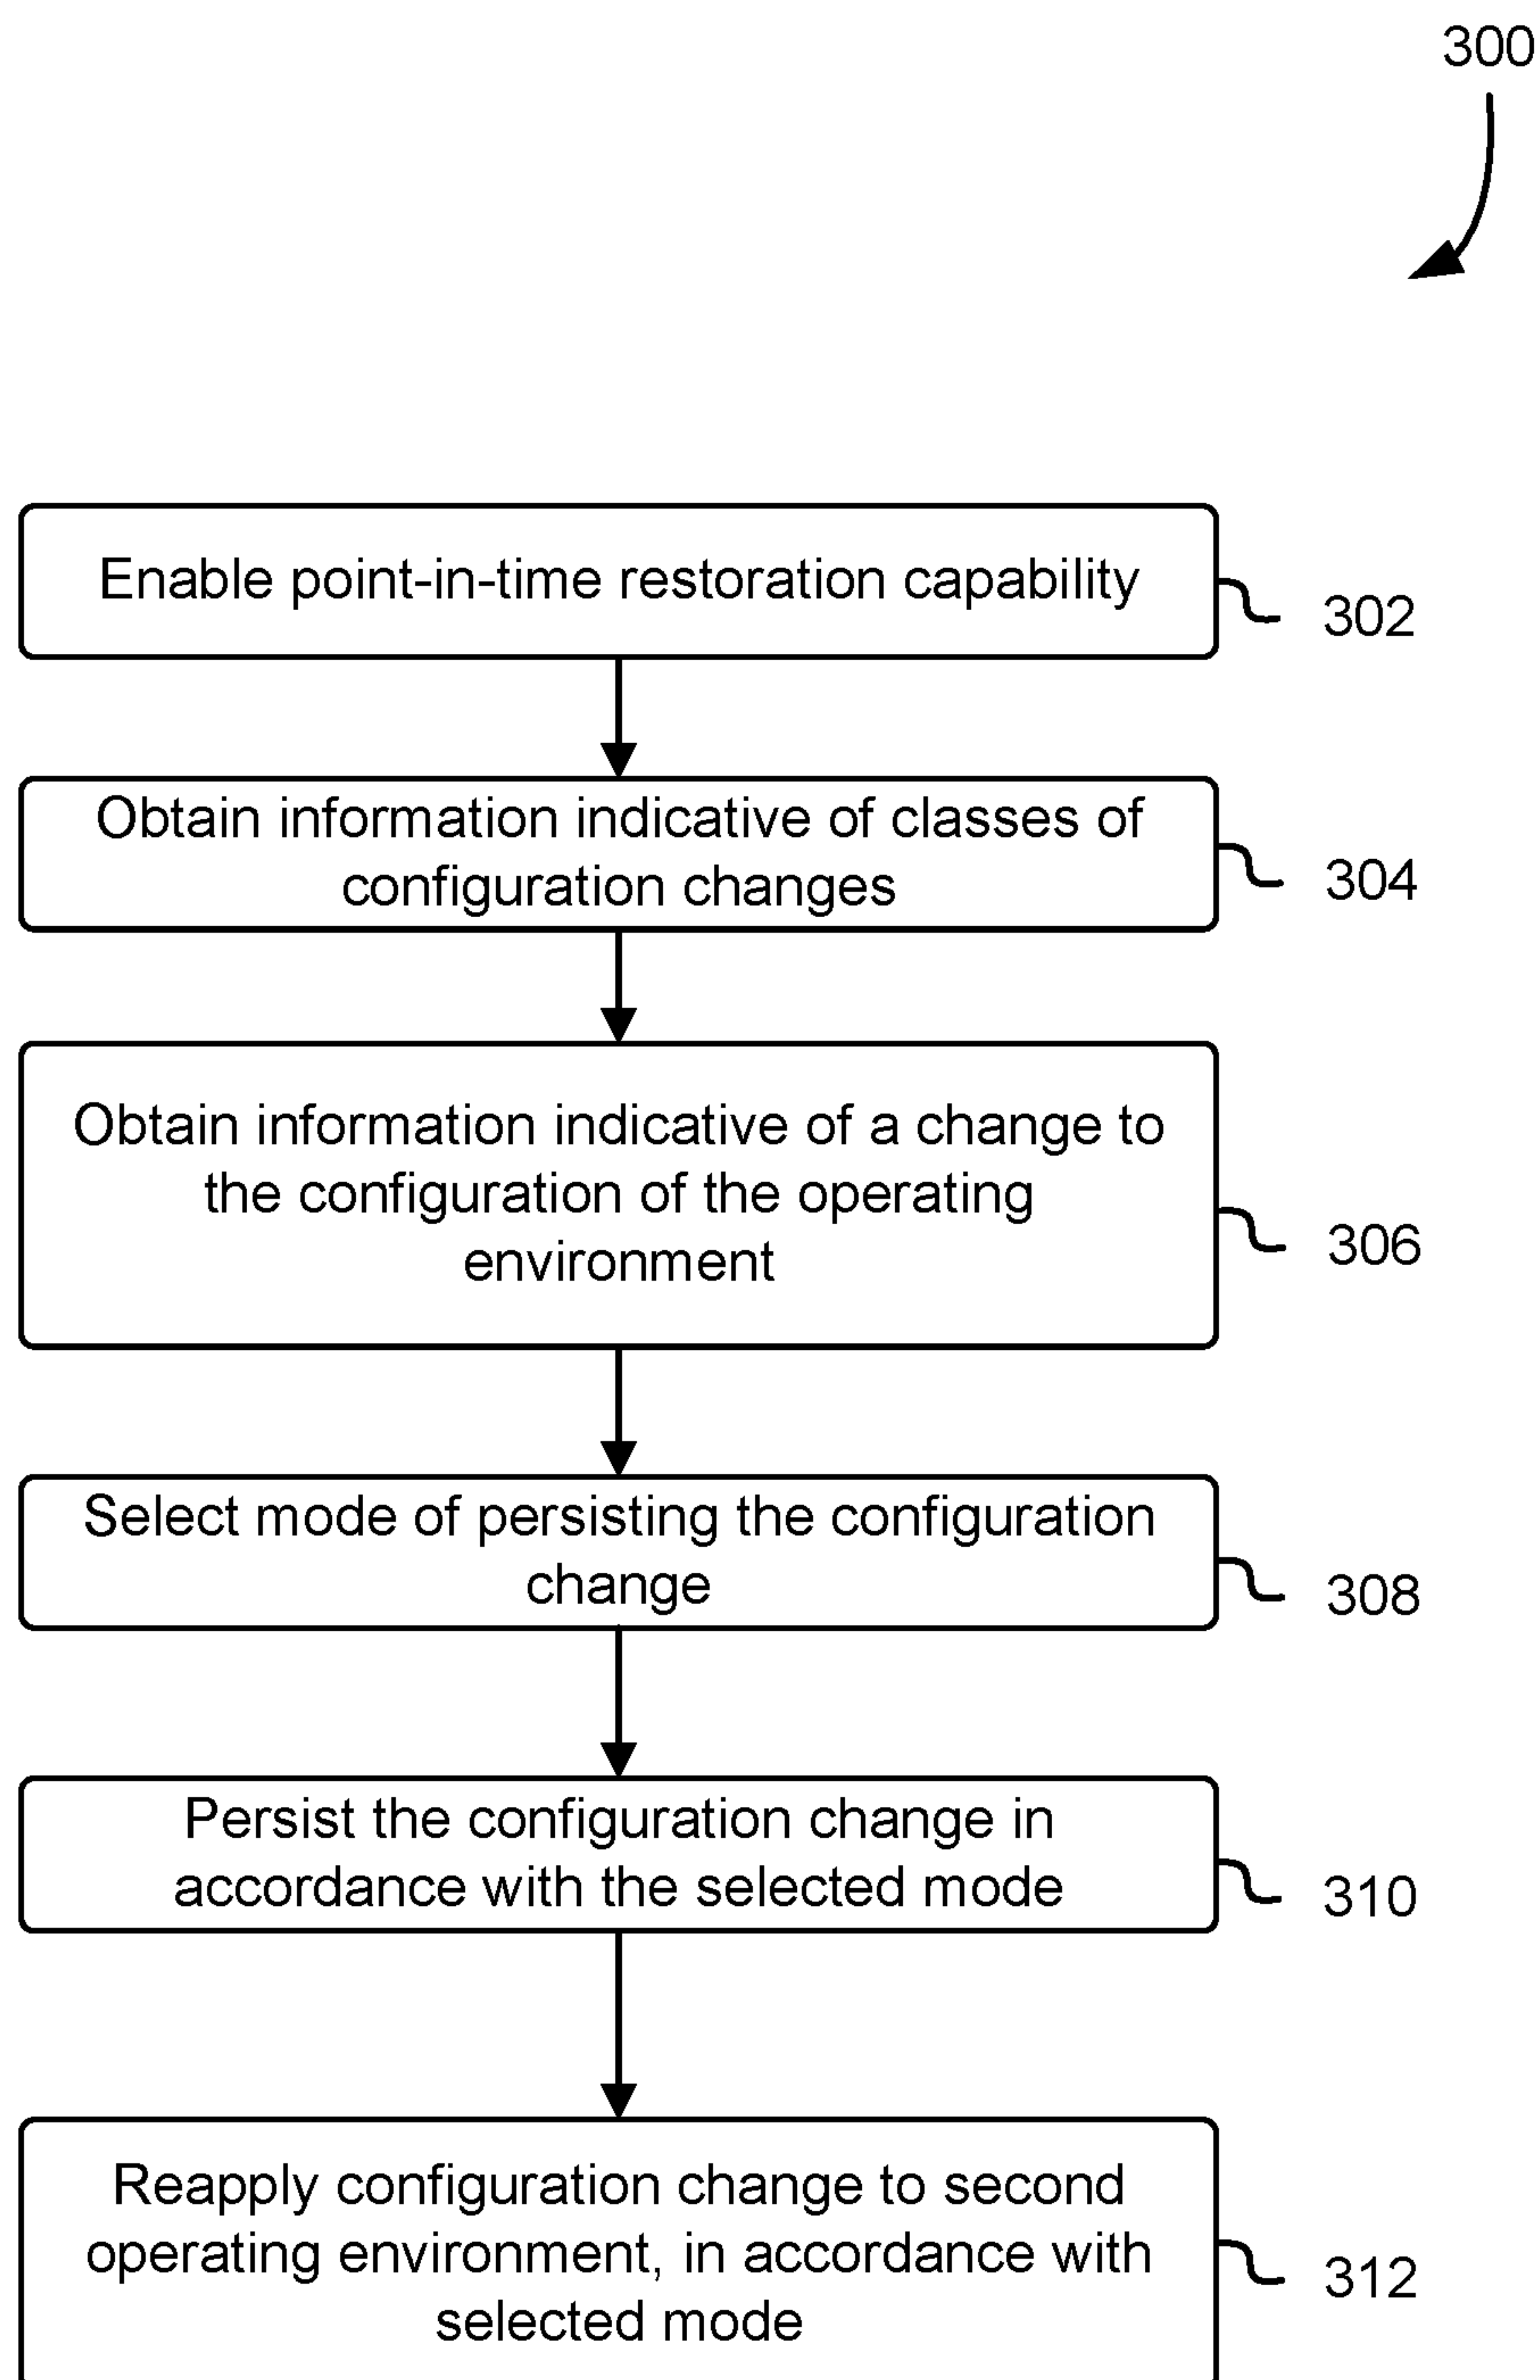 300
Enable point-in-time restoration capability
302
Obtain information indicative of classes of
configuration changes
304
Obtain information indicative of a change to
the configuration of the operating
environment
306
Select mode of persisting the configuration
change
308
Persist the configuration change in
accordance with the selected mode
310
Reapply configuration change to second
operating environment, in accordance with
selected mode
312